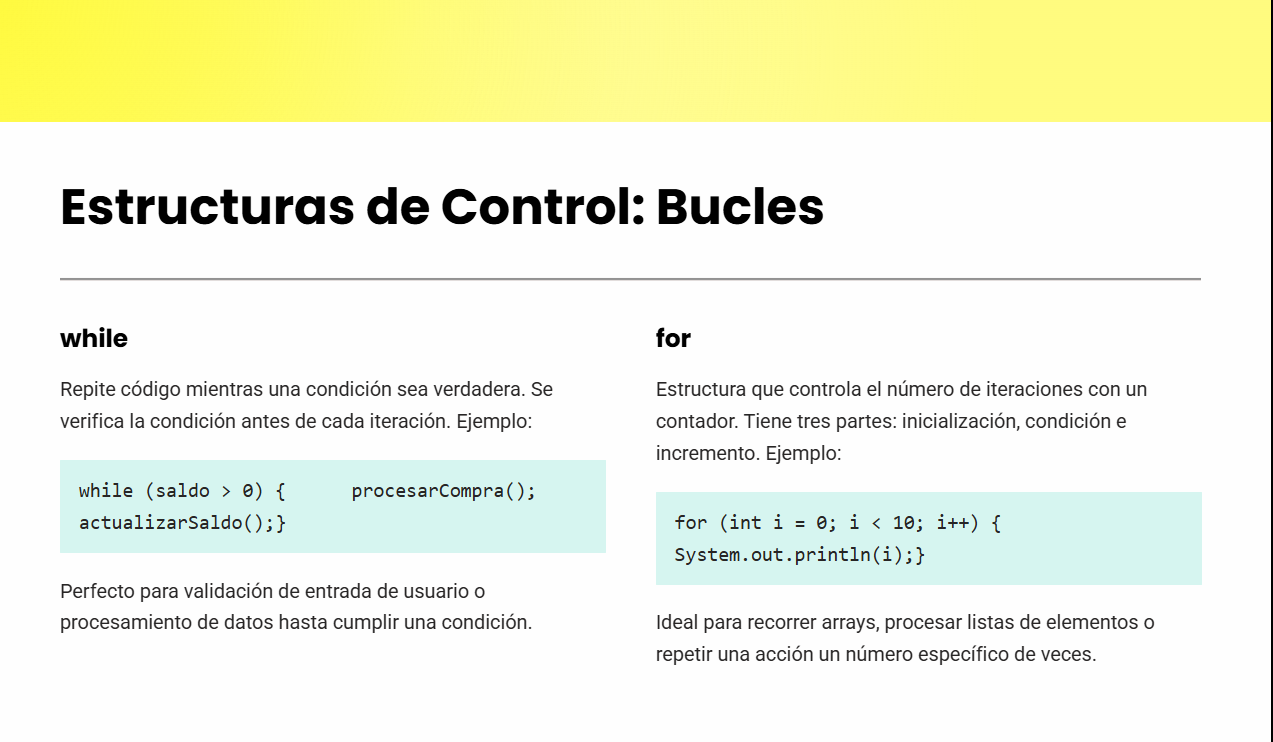 Estructuras de Control: Bucles
while
Repite código mientras una condición sea verdadera. Se
verifica la condición antes de cada iteración. Ejemplo:
while (saldo > 0) {      procesarCompra();
actualizarSaldo();}
Perfecto para validación de entrada de usuario o
procesamiento de datos hasta cumplir una condición.
for
Estructura que controla el número de iteraciones con un
contador. Tiene tres partes: inicialización, condición e
incremento. Ejemplo:
for (int i = 0; i < 10; i++) {
System.out.println(i);}
Ideal para recorrer arrays, procesar listas de elementos o
repetir una acción un número específico de veces.